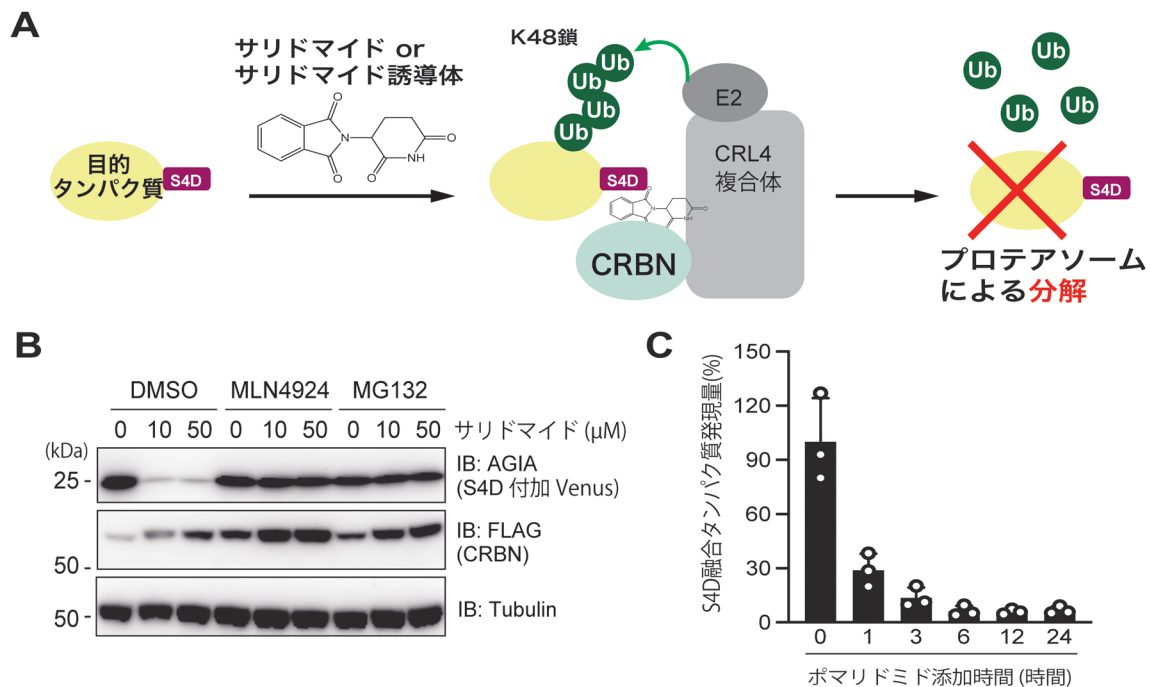 A
サリドマイド or
サリドマイド誘導体
O
N
O
O
NH
O
目的
タンパク質
S4D
K48鎖
Ub
Ub
Ub
Ub
E2
CRL4
複合体
S4D
O
N
O
O
NH
CRBN
Ub
Ub
Ub
Ub
S4D
プロテアソーム
による分解
B
DMSO MLN4924 MG132
0 10 50 0 10 50 0 10 50 サリドマイド (μM)
(kDa)
25 -
IB: AGIA
(S4D 付加 Venus)
50 -
IB: FLAG
(CRBN)
50 -
IB: Tubulin
C
S4D融合タンパク質発現量(%)
150
120
90
60
30
0
0 1 3 6 12 24
ポマリドミド添加時間 (時間)